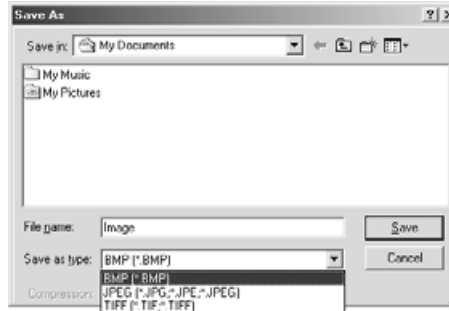 Save As
Save in: My Documents
My Music
My Pictures
File name: Image Save
Save as type: BMP (*.BMP) Cancel
BMP (*.BMP)
Compression: JPEG (*.JPG;*.JPE;*.JPEG)
TIFF (*.TIF;*.TIFF)